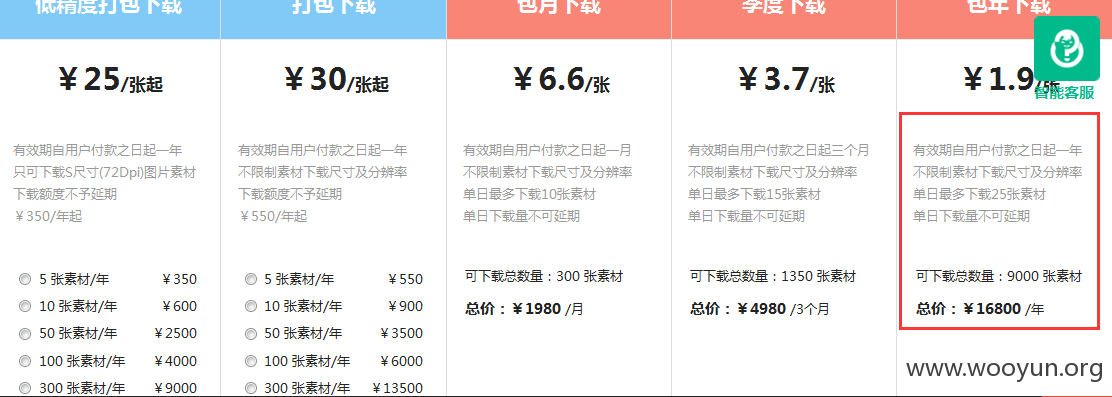 低精度打包下载
打包下载
包月下载
季度下载
包年下载
￥25/张起
￥30/张起
￥6.6/张
￥3.7/张
￥1.9/张
智能客服
有效期自用户付款之日起一年
只可下载S尺寸(72Dpi)图片素材
下载额度不予延期
￥350/年起
有效期自用户付款之日起一年
不限制素材下载尺寸及分辨率
下载额度不予延期
￥550/年起
有效期自用户付款之日起一月
不限制素材下载尺寸及分辨率
单日最多下载10张素材
单日下载量不可延期
有效期自用户付款之日起三个月
不限制素材下载尺寸及分辨率
单日最多下载15张素材
单日下载量不可延期
有效期自用户付款之日起一年
不限制素材下载尺寸及分辨率
单日最多下载25张素材
单日下载量不可延期
5 张素材/年 ￥350
10 张素材/年 ￥600
50 张素材/年 ￥2500
100 张素材/年 ￥4000
300 张素材/年 ￥9000
5 张素材/年 ￥550
10 张素材/年 ￥900
50 张素材/年 ￥3500
100 张素材/年 ￥6000
300 张素材/年 ￥13500
可下载总数量：300 张素材
总价：￥1980 /月
可下载总数量：1350 张素材
总价：￥4980 /3个月
可下载总数量：9000 张素材
总价：￥16800 /年
www.wooyun.org